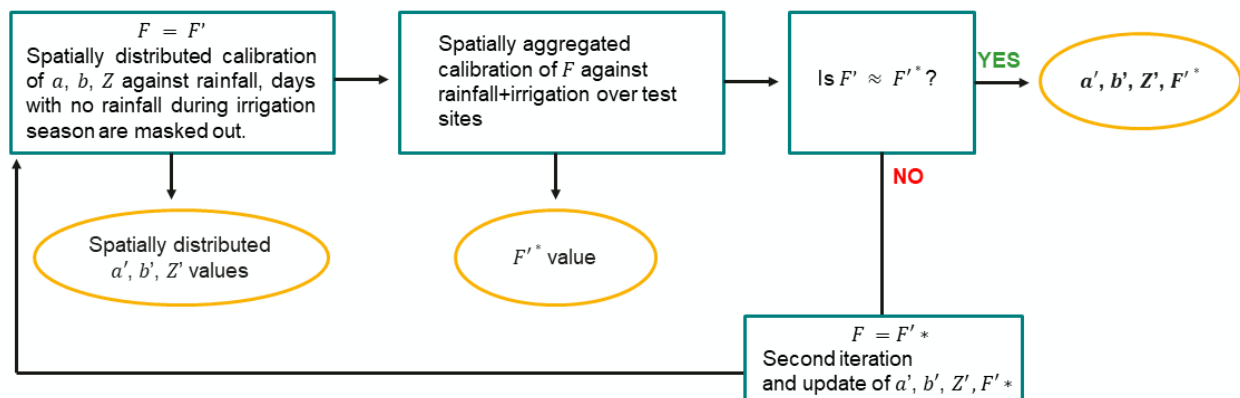 F = F’
Spatially distributed calibration
of a, b, Z against rainfall, days
with no rainfall during irrigation
season are masked out.
Spatially aggregated
calibration of F against
rainfall+irrigation over test
sites
Is F’ ≈ F′*?
YES
a′, b’, Z’, F′*
NO
Spatially distributed
a′, b’, Z’ values
F′* value
F = F′ *
Second iteration
and update of a’, b′, Z′, F′ *